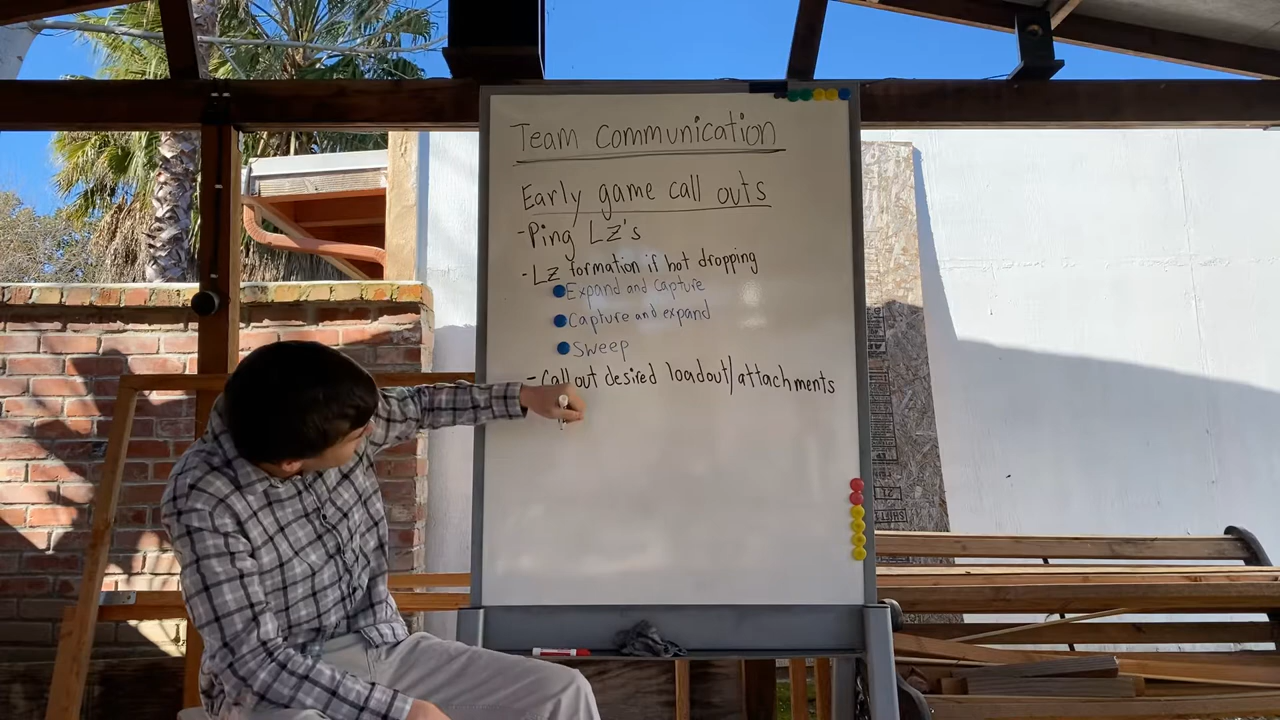 Team Communication
Early game call outs
- Ping LZ's
- LZ formation if hot dropping
Expand and Capture
Capture and expand
Sweep
- Call out desired loadout/attachments